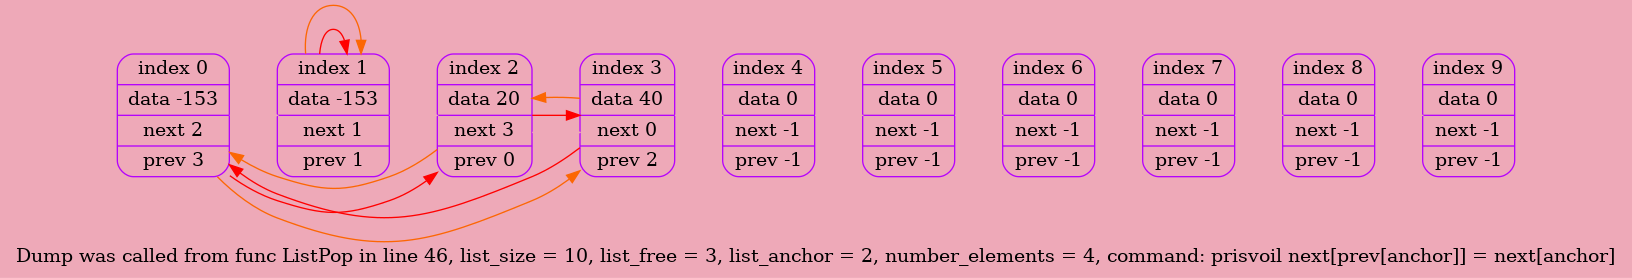 index 0
data -153
next 2
prev 3
index 1
data -153
next 1
prev 1
index 2
data 20
next 3
prev 0
index 3
data 40
next 0
prev 2
index 4
data 0
next -1
prev -1
index 5
data 0
next -1
prev -1
index 6
data 0
next -1
prev -1
index 7
data 0
next -1
prev -1
index 8
data 0
next -1
prev -1
index 9
data 0
next -1
prev -1
Dump was called from func ListPop in line 46, list_size = 10, list_free = 3, list_anchor = 2, number_elements = 4, command: prisvoil next[prev[anchor]] = next[anchor]